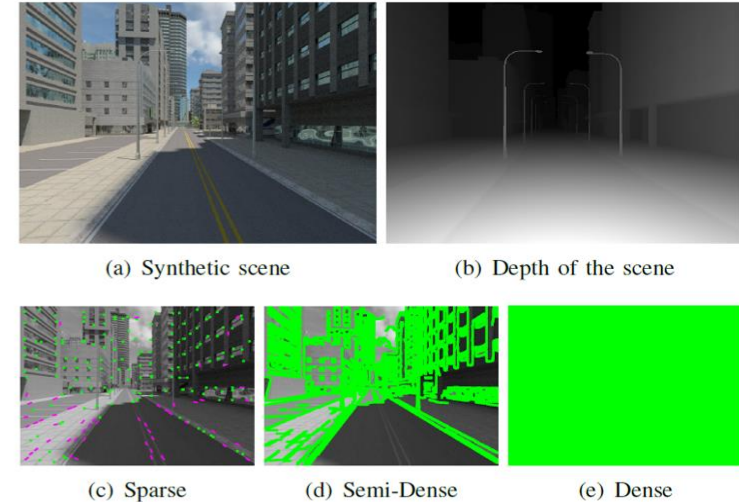 (a) Synthetic scene
(b) Depth of the scene
(c) Sparse
(d) Semi-Dense
(e) Dense